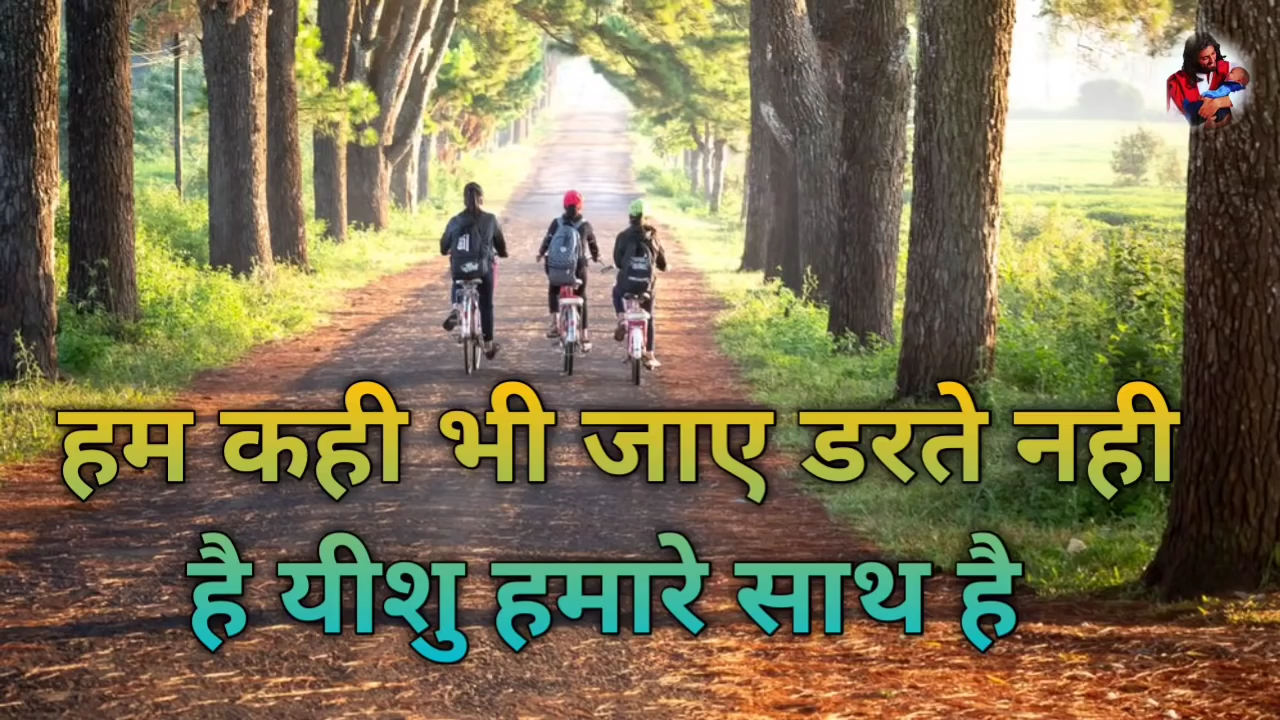 हम कही भी जाए डरते नही
है यीशु हमारे साथ है